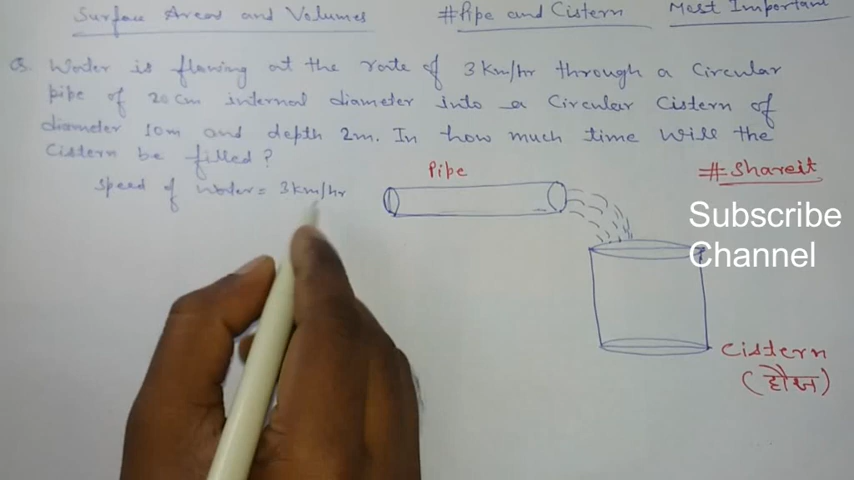 Surface Areas and Volumes #Pipe and Cistern Most Important
Q. Water is flowing at the rate of 3 Km/hr through a Circular
pipe of 20 cm internal diameter into a Circular Cistern of
diameter 10m and depth 2m. In how much time will the
Cistern be filled?
Speed of water = 3km/hr
Pipe
#Shareit
Subscribe
Channel
Cistern
(हौज)